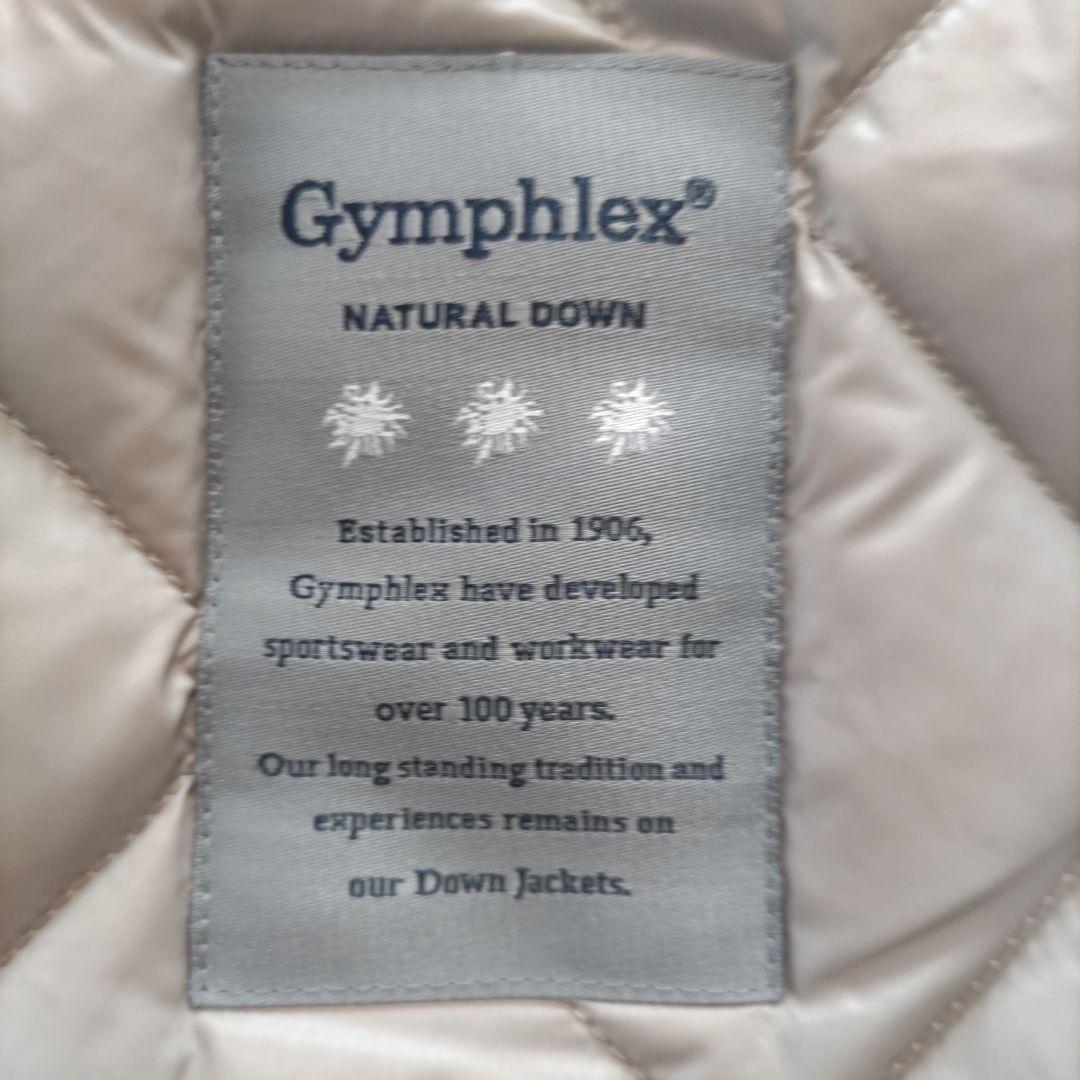 Gymphlex®
NATURAL DOWN
Established in 1906,
Gymphlex have developed
sportswear and workwear for
over 100 years.
Our long standing tradition and
experiences remains on
our Down Jackets.